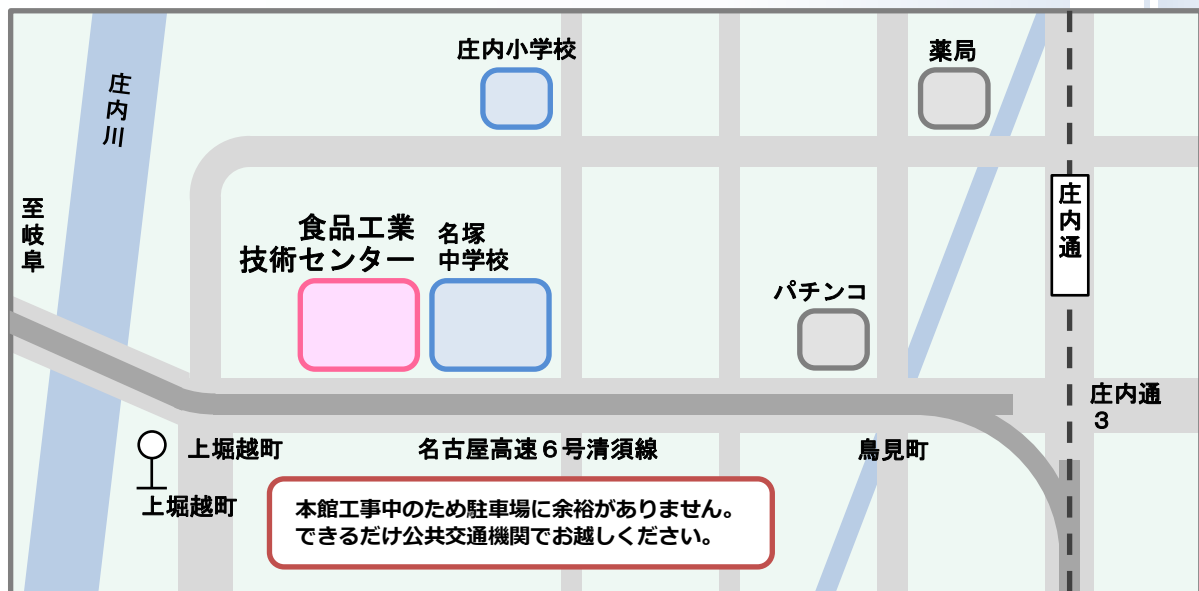 庄内小学校
薬局
庄内川
至岐阜
庄内通
食品工業
技術センター
名塚
中学校
パチンコ
庄内通
3
上堀越町
名古屋高速6号清須線
鳥見町
上堀越町
本館工事中のため駐車場に余裕がありません。
できるだけ公共交通機関でお越しください。